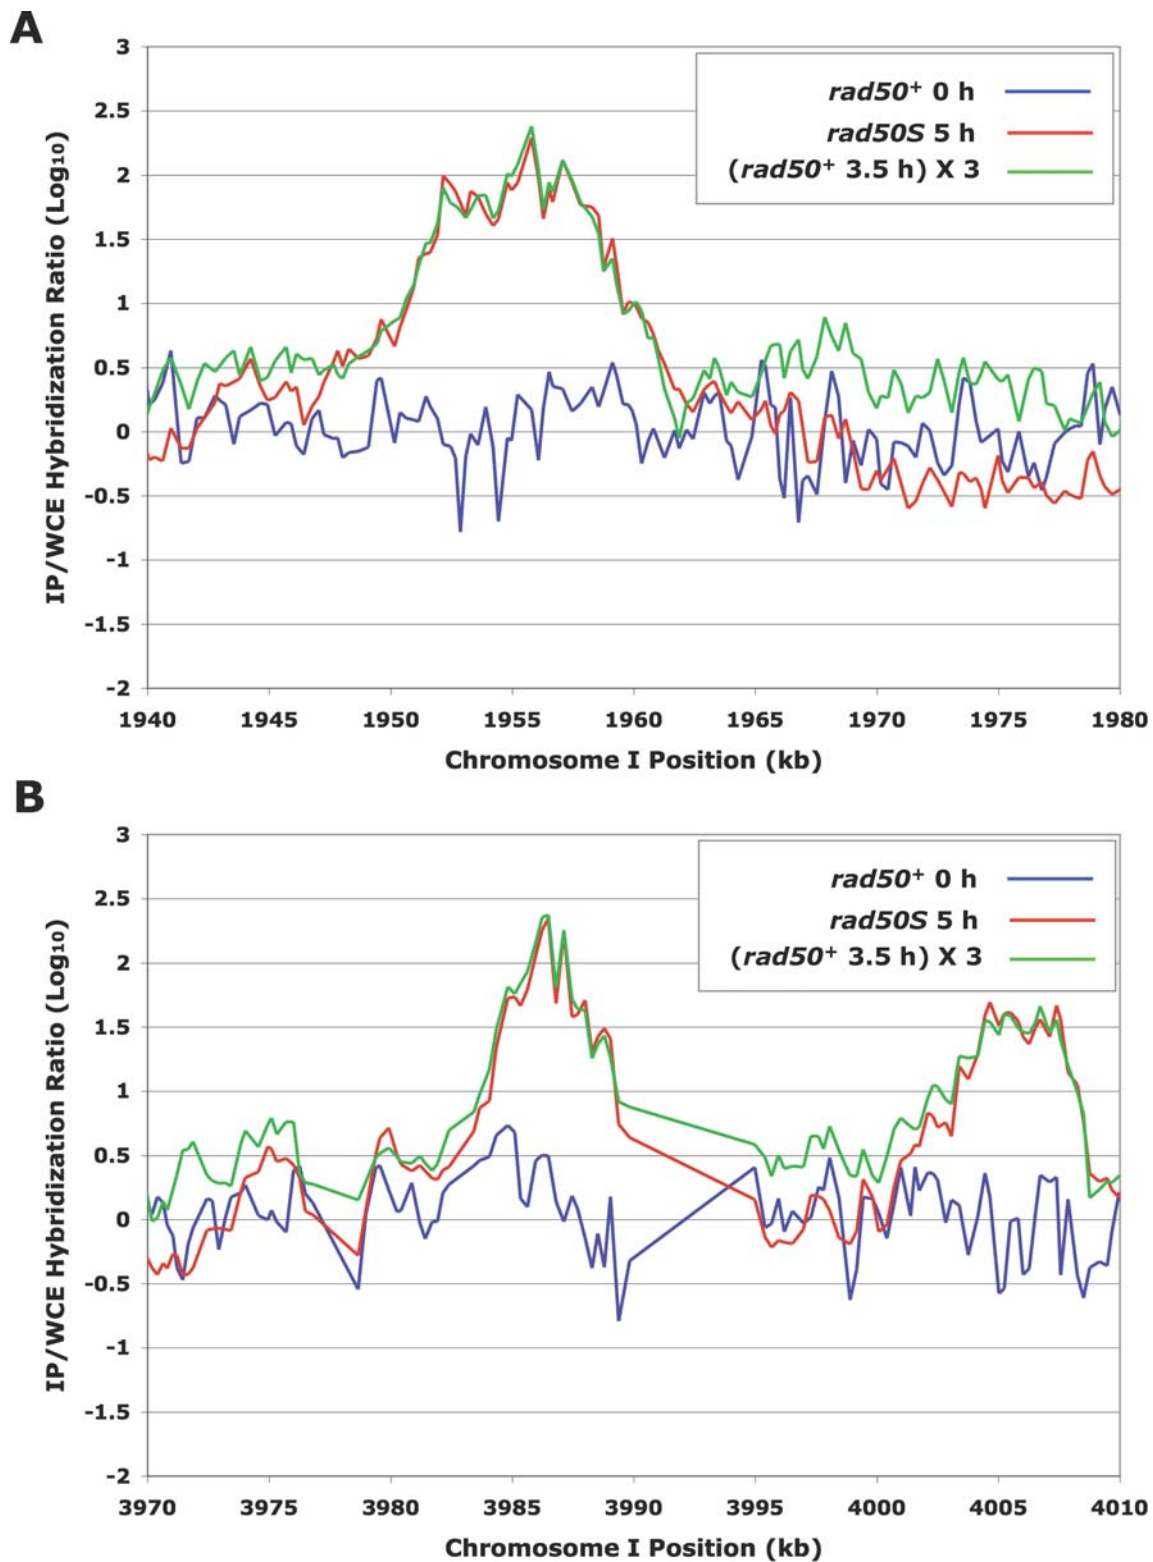 A
3
2.5
2
1.5
1
0.5
0
-0.5
-1
-1.5
-2
IP/WCE Hybridization Ratio (Log10)
rad50+ 0 h
rad50S 5 h
(rad50+ 3.5 h) X 3
1940 1945 1950 1955 1960 1965 1970 1975 1980
Chromosome I Position (kb)
B
3
2.5
2
1.5
1
0.5
0
-0.5
-1
-1.5
-2
IP/WCE Hybridization Ratio (Log10)
rad50+ 0 h
rad50S 5 h
(rad50+ 3.5 h) X 3
3970 3975 3980 3985 3990 3995 4000 4005 4010
Chromosome I Position (kb)